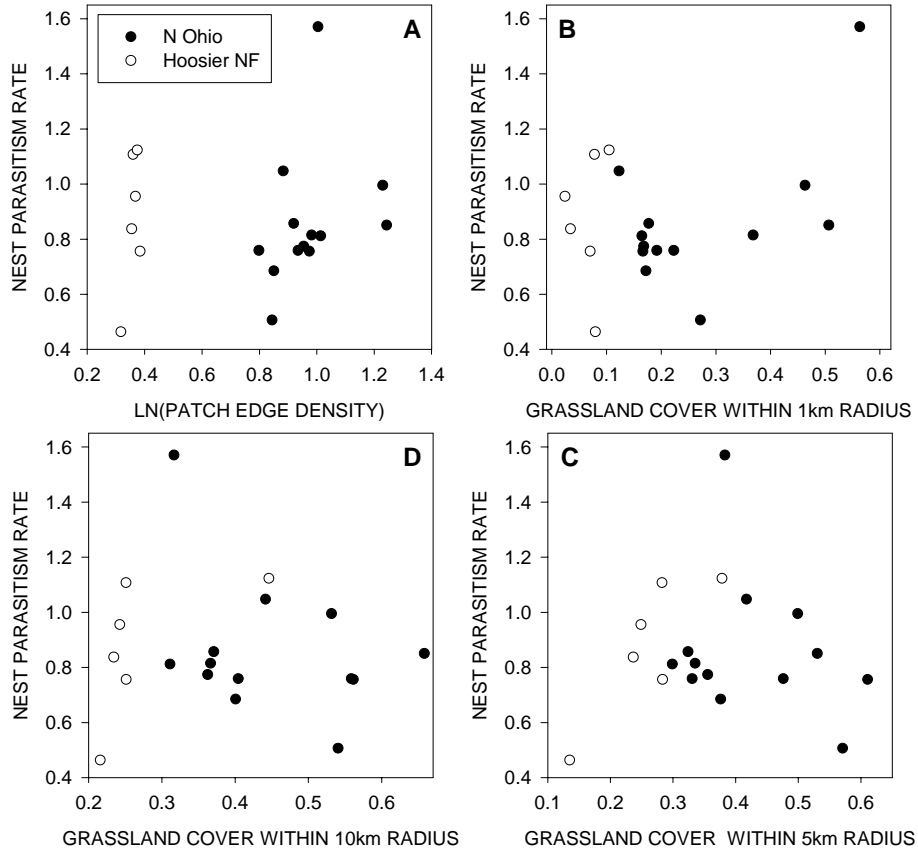 N Ohio
Hoosier NF
A
NEST PARASITISM RATE
1.6
1.4
1.2
1.0
0.8
0.6
0.4
0.2 0.4 0.6 0.8 1.0 1.2 1.4
LN(PATCH EDGE DENSITY)
B
NEST PARASITISM RATE
1.6
1.4
1.2
1.0
0.8
0.6
0.4
0.0 0.1 0.2 0.3 0.4 0.5 0.6
GRASSLAND COVER WITHIN 1km RADIUS
D
NEST PARASITISM RATE
1.6
1.4
1.2
1.0
0.8
0.6
0.4
0.2 0.3 0.4 0.5 0.6
GRASSLAND COVER WITHIN 10km RADIUS
C
NEST PARASITISM RATE
1.6
1.4
1.2
1.0
0.8
0.6
0.4
0.1 0.2 0.3 0.4 0.5 0.6
GRASSLAND COVER WITHIN 5km RADIUS